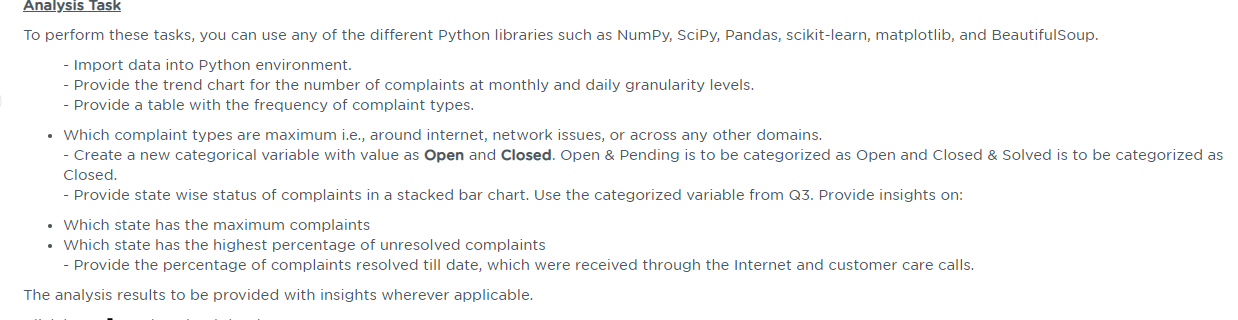 Analysis Task
To perform these tasks, you can use any of the different Python libraries such as NumPy, SciPy, Pandas, scikit-learn, matplotlib, and BeautifulSoup.
- Import data into Python environment.
- Provide the trend chart for the number of complaints at monthly and daily granularity levels.
- Provide a table with the frequency of complaint types.
• Which complaint types are maximum i.e., around internet, network issues, or across any other domains.
- Create a new categorical variable with value as Open and Closed. Open & Pending is to be categorized as Open and Closed & Solved is to be categorized as
Closed.
- Provide state wise status of complaints in a stacked bar chart. Use the categorized variable from Q3. Provide insights on:
• Which state has the maximum complaints
• Which state has the highest percentage of unresolved complaints
- Provide the percentage of complaints resolved till date, which were received through the Internet and customer care calls.
The analysis results to be provided with insights wherever applicable.